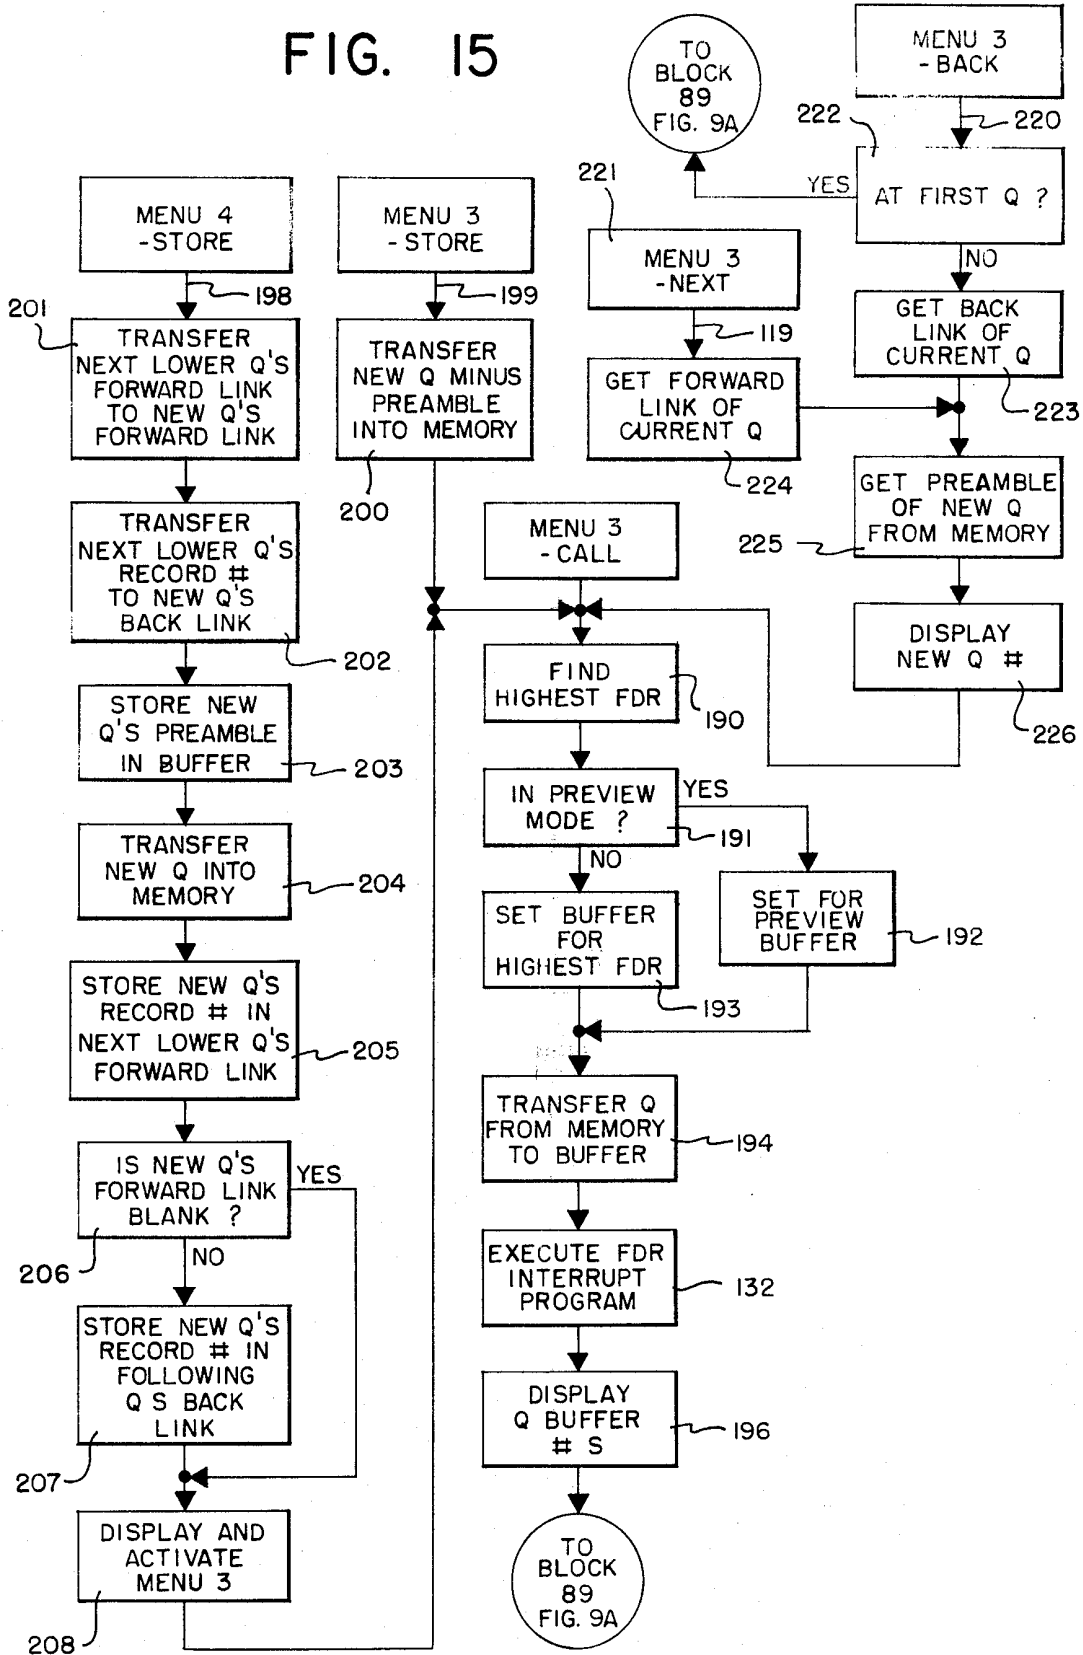 FIG. 15
TO
BLOCK
89
FIG. 9A
MENU 3
-BACK
220
222
AT FIRST Q ?
YES
NO
GET BACK
LINK OF
CURRENT Q
223
221
MENU 3
-NEXT
119
GET FORWARD
LINK OF
CURRENT Q
224
GET PREAMBLE
OF NEW Q
FROM MEMORY
225
DISPLAY
NEW Q #
226
MENU 4
-STORE
198
201
TRANSFER
NEXT LOWER Q'S
FORWARD LINK
TO NEW Q'S
FORWARD LINK
TRANSFER
NEXT LOWER Q'S
RECORD #
TO NEW Q'S
BACK LINK
202
STORE NEW
Q'S PREAMBLE
IN BUFFER
203
TRANSFER
NEW Q INTO
MEMORY
204
STORE NEW Q'S
RECORD # IN
NEXT LOWER Q'S
FORWARD LINK
205
IS NEW Q'S
FORWARD LINK
BLANK ?
YES
206
NO
STORE NEW Q'S
RECORD # IN
FOLLOWING
Q S BACK
LINK
207
DISPLAY AND
ACTIVATE
MENU 3
208
MENU 3
-STORE
199
TRANSFER
NEW Q MINUS
PREAMBLE
INTO MEMORY
200
MENU 3
-CALL
FIND
HIGHEST FDR
190
IN PREVIEW
MODE ?
YES
191
NO
SET FOR
PREVIEW
BUFFER
192
SET BUFFER
FOR
HIGHEST FDR
193
TRANSFER Q
FROM MEMORY
TO BUFFER
194
EXECUTE FDR
INTERRUPT
PROGRAM
132
DISPLAY
Q BUFFER
# S
196
TO
BLOCK
89
FIG. 9A